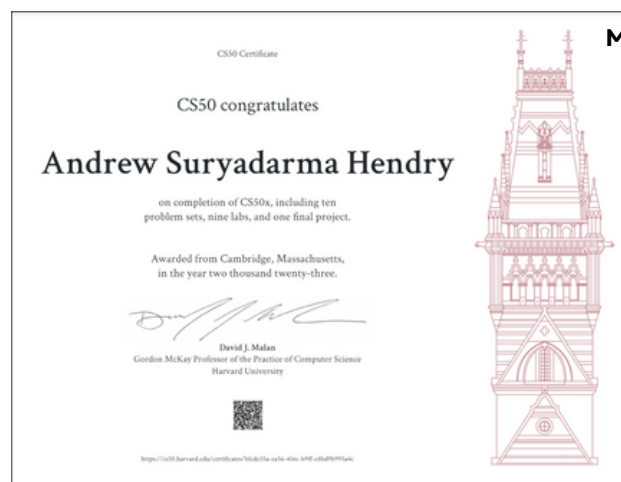 M
CS50 Certificate
CS50 congratulates
Andrew Suryadarma Hendry
on completion of CS50x, including ten
problem sets, nine labs, and one final project.
Awarded from Cambridge, Massachusetts,
in the year two thousand twenty-three.
David J. Malan
Gordon McKay Professor of the Practice of Computer Science
Harvard University